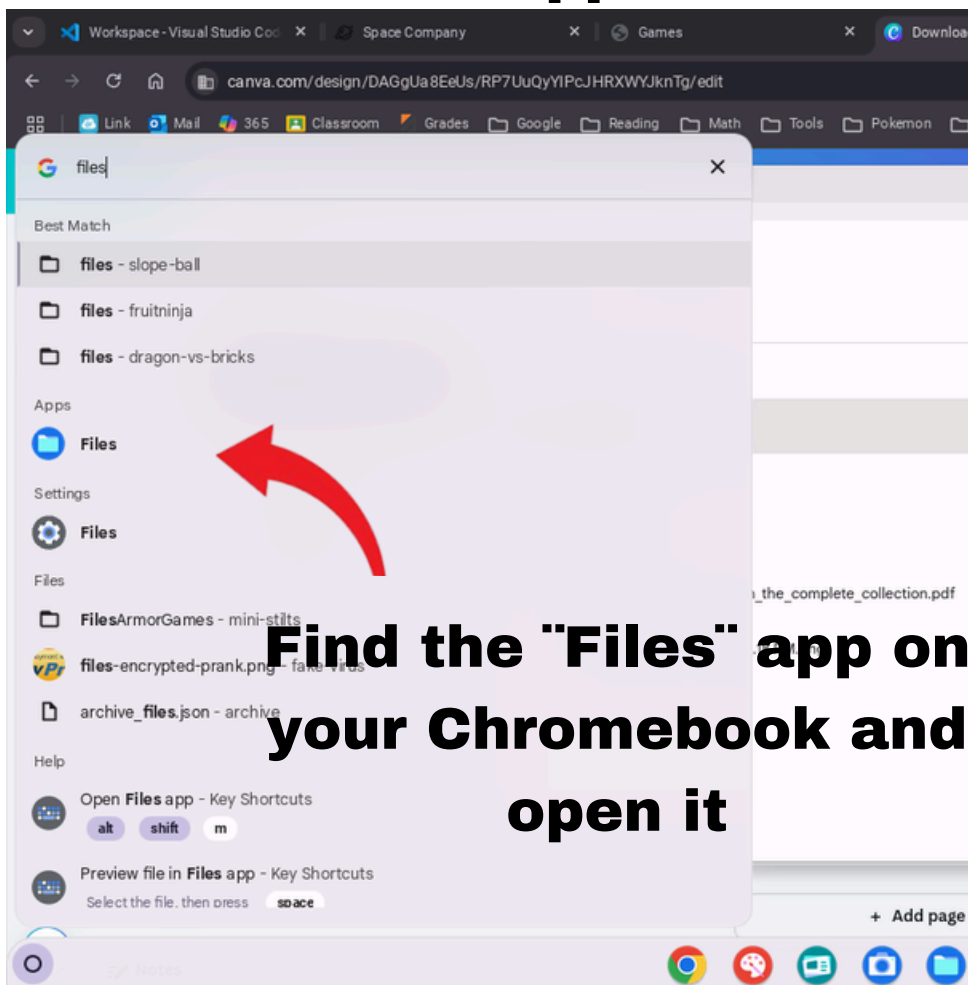 Workspace - Visual Studio Cod
Space Company
Games
Downloa
canva.com/design/DAGgUa8EeUs/RP7UuQyYIPcJHRXWYJknTg/edit
Link Mail 365 Classroom Grades Google Reading Math Tools Pokemon
files
Best Match
files - slope-ball
files - fruitninja
files - dragon-vs-bricks
Apps
Files
Settings
Files
Files
FilesArmorGames - mini-stilts
files-encrypted-prank.png - fake-virus
archive_files.json - archive
Help
Open Files app - Key Shortcuts
alt shift m
Preview file in Files app - Key Shortcuts
Select the file, then press space
_the_complete_collection.pdf
Find the ¨Files¨ app on
your Chromebook and
open it
+ Add page
Notes